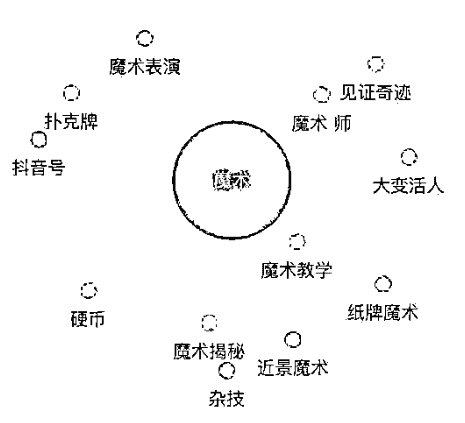 魔术表演
见证奇迹
扑克牌
魔术 师
抖音号
魔术
大变活人
魔术教学
硬币
纸牌魔术
魔术揭秘
近景魔术
杂技